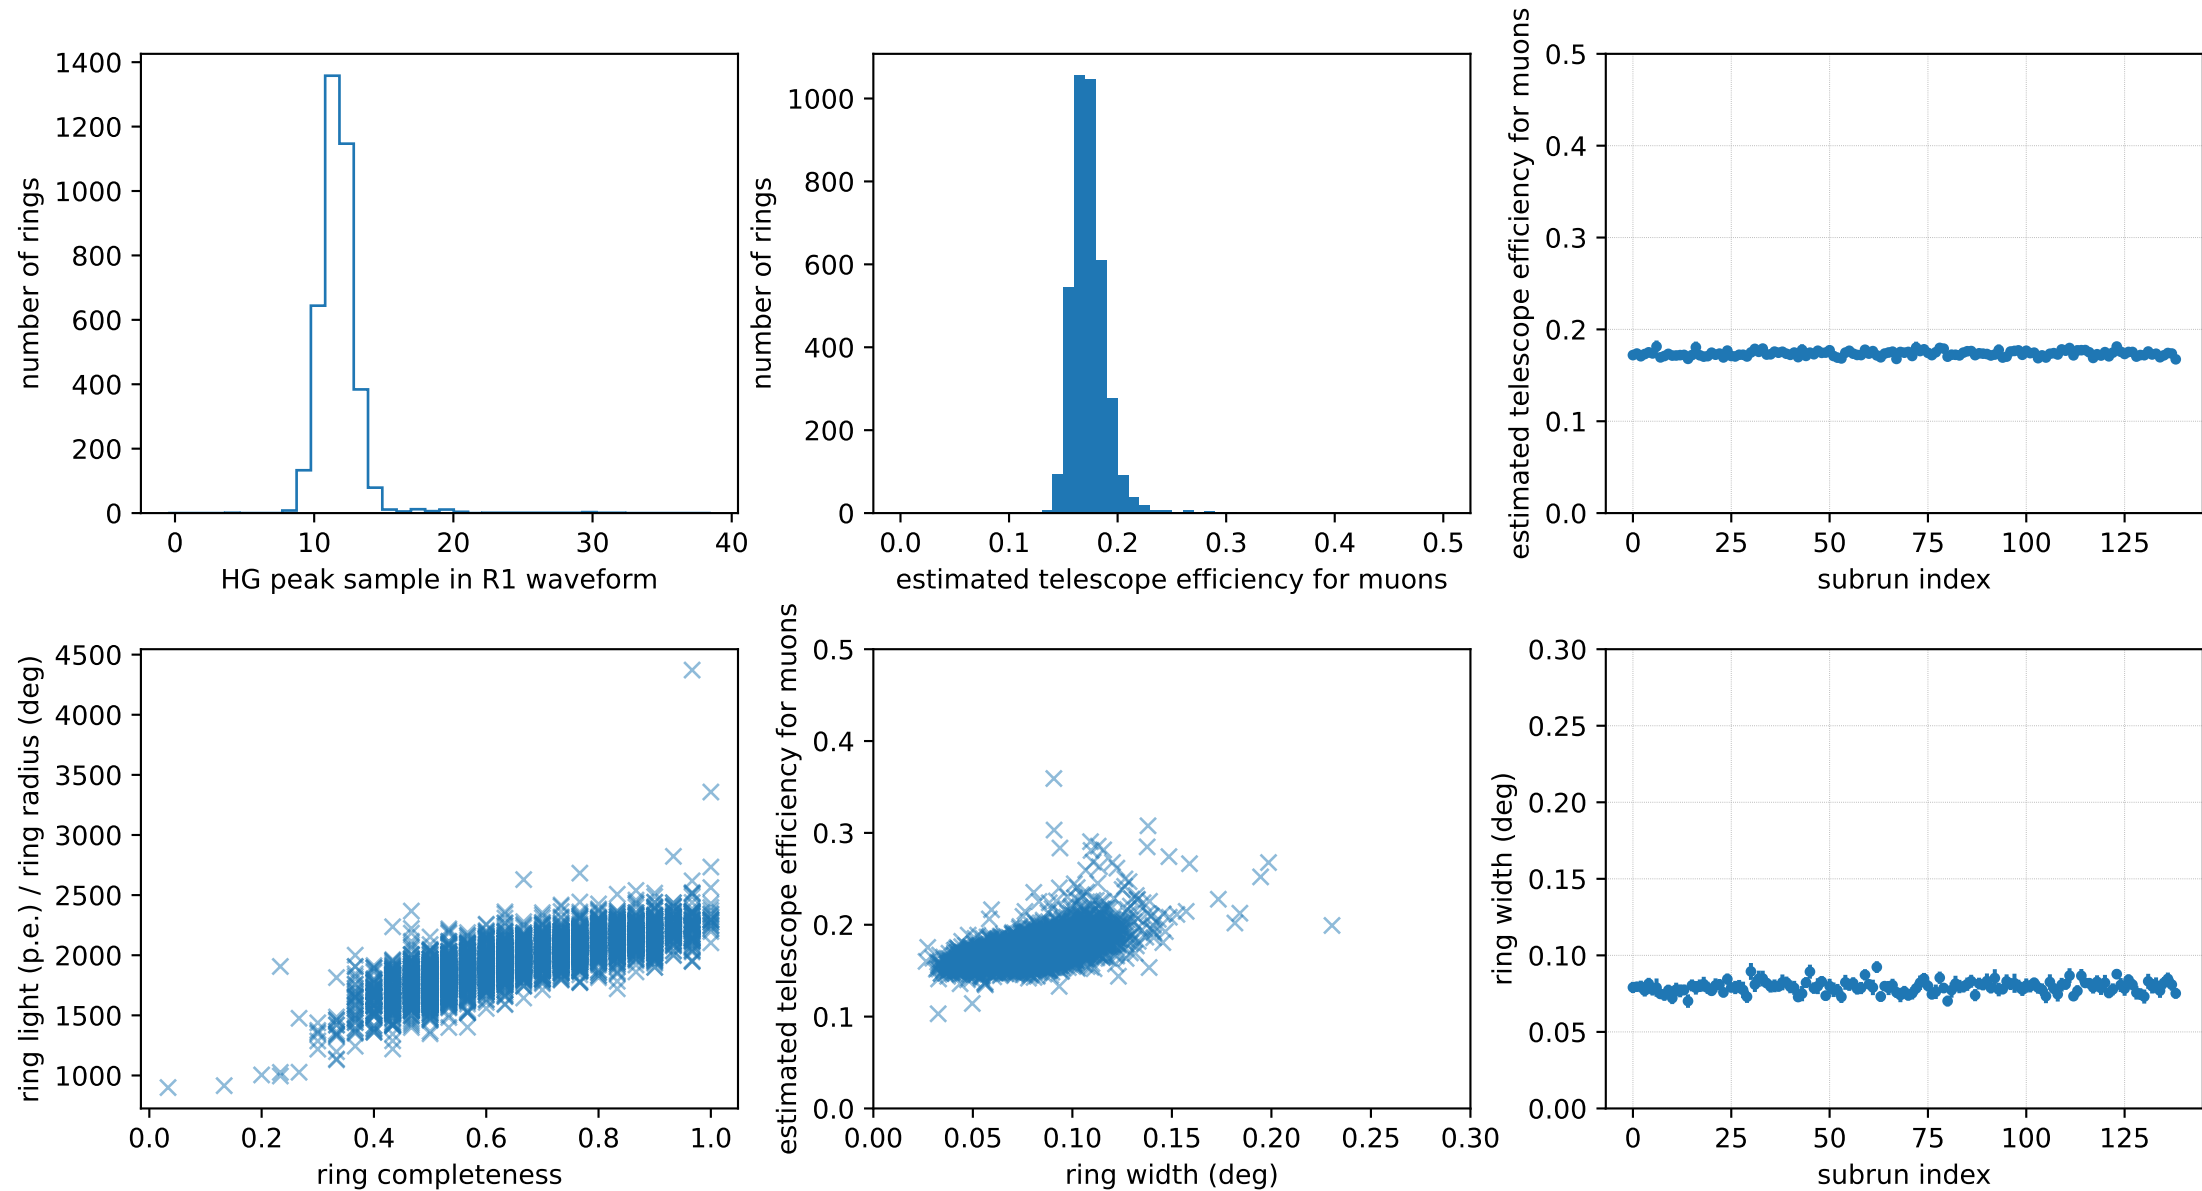 1400
1200
1000
800
600
400
200
0
number of rings
0 10 20 30 40
HG peak sample in R1 waveform
1000
800
600
400
200
0
number of rings
0.0 0.1 0.2 0.3 0.4 0.5
estimated telescope efficiency for muons
0.5
0.4
0.3
0.2
0.1
0.0
estimated telescope efficiency for muons
0 25 50 75 100 125
subrun index
4500
4000
3500
3000
2500
2000
1500
1000
ring light (p.e.) / ring radius (deg)
0.0 0.2 0.4 0.6 0.8 1.0
ring completeness
0.5
0.4
0.3
0.2
0.1
0.0
estimated telescope efficiency for muons
0.00 0.05 0.10 0.15 0.20 0.25 0.30
ring width (deg)
0.30
0.25
0.20
0.15
0.10
0.05
0.00
ring width (deg)
0 25 50 75 100 125
subrun index